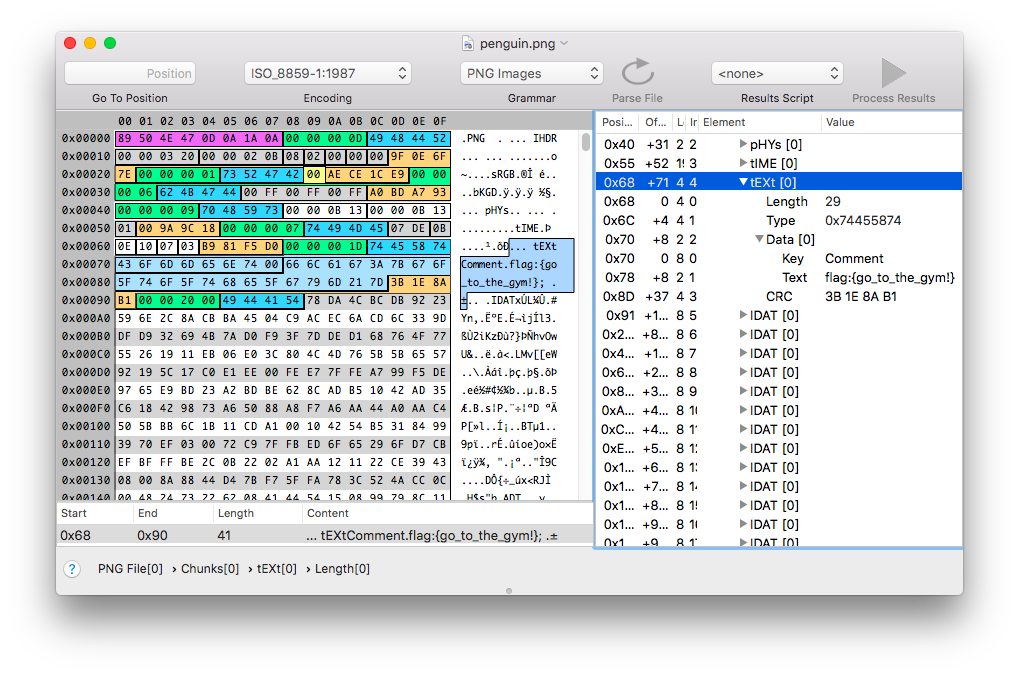 penguin.png
Position
ISO_8859-1:1987
PNG Images
<none>
Go To Position
Encoding
Grammar
Parse File
Results Script
Process Results
00 01 02 03 04 05 06 07 08 09 0A 0B 0C 0D 0E 0F
0x00000 89 50 4E 47 0D 0A 1A 0A 00 00 00 0D 49 48 44 52 .PNG . ... IHDR
0x00010 00 00 03 20 00 00 02 0B 08 02 00 00 00 9F 0E 6F ... ... .......o
0x00020 7E 00 00 00 01 73 52 47 42 00 AE CE 1C E9 00 00 ~....sRGB.®Î é..
0x00030 00 06 62 4B 47 44 00 FF 00 FF 00 FF A0 BD A7 93 ..bKGD.ÿ.ÿ.ÿ ½§.
0x00040 00 00 00 09 70 48 59 73 00 00 0B 13 00 00 0B 13 ... pHYs.. .. .
0x00050 01 00 9A 9C 18 00 00 00 07 74 49 4D 45 07 DE 0B .........tIME.Þ
0x00060 0E 10 07 03 B9 81 F5 D0 00 00 00 1D 74 45 58 74 ....¹.õÐ... tEXt
0x00070 43 6F 6D 6D 65 6E 74 00 66 6C 61 67 3A 7B 67 6F Comment.flag:{go
0x00080 5F 74 6F 5F 74 68 65 5F 67 79 6D 21 7D 3B 1E 8A _to_the_gym!}; .
0x00090 B1 00 00 20 00 49 44 41 54 78 DA 4C BC DB 92 23 ±.. .IDATxÚL¼Û.#
0x000A0 59 6E 2C 8A CB BA 45 04 C9 AC EC 6A CD 6C 33 9D Yn,.ËºE.É¬ìjÍl3.
0x000B0 DF D9 32 69 4B 7A D0 F9 3F 7D DE D1 68 76 4F 77 ßÙ2iKzÐù?}ÞÑhvOw
0x000C0 55 26 19 11 EB 06 E0 3C 80 4C 4D 76 5B 5B 65 57 U&..ë.à<.LMv[[eW
0x000D0 92 19 5C 17 C0 E1 EE 00 FE E7 7F FE A7 99 F5 DE ..\.Àáî.þç.þ§.õÞ
0x000E0 97 65 E9 BD 23 A2 BD BE 62 8C AD B5 10 42 AD 35 .eé½#¢½¾b..µ.B.5
0x000F0 C6 18 42 98 73 A6 50 88 A8 F7 A6 AA 44 A0 AA C4 Æ.B.s¦P.¨÷¦ªD ªÄ
0x00100 50 5B BB 6C 1B 11 CD A1 00 10 42 54 B5 31 84 99 P[»l..Í¡..BTµ1..
0x00110 39 70 EF 03 00 72 C9 7F FB ED 6F 65 29 6F D7 CB 9pï..rÉ.ûíoe)o×Ë
0x00120 EF BF FF BE 2C 0B 22 02 A1 AA 12 11 22 CE 39 43 ï¿ÿ¾, ".¡ª.."Î9C
0x00130 08 00 8A 88 44 D4 7B F7 5F FA 78 3C 52 4A CC 0C ....DÔ{÷_úx<RJÌ
Posi...
Of...
Element
Value
0x40 +31 2 2 pHYs [0]
0x55 +52 tIME [0]
0x68 +71 4 4 tEXt [0]
0x68 0 4 0 Length 29
0x6C +4 4 1 Type 0x74455874
0x70 +8 2 2 Data [0]
0x70 0 8 0 Key Comment
0x78 +8 2 1 Text flag:{go_to_the_gym!}
0x8D +37 4 3 CRC 3B 1E 8A B1
0x91 +1... 8 5 IDAT [0]
0x2... +8... 8 6 IDAT [0]
0x4... +1... 8 7 IDAT [0]
0x6... +2... 8 8 IDAT [0]
0x8... +3... 8 9 IDAT [0]
0xA... +4... 8 10 IDAT [0]
0xC... +4... 8 11 IDAT [0]
0xE... +5... 8 12 IDAT [0]
0x1... +6... 8 13 IDAT [0]
0x1... +7... 8 14 IDAT [0]
0x1... +8... 8 15 IDAT [0]
0x1... +9... 8 16 IDAT [0]
0x1... +9... 8 17 IDAT [0]
Start End Length Content
0x68 0x90 41 ... tEXtComment.flag:{go_to_the_gym!}; .±
? PNG File[0] › Chunks[0] › tEXt[0] › Length[0]